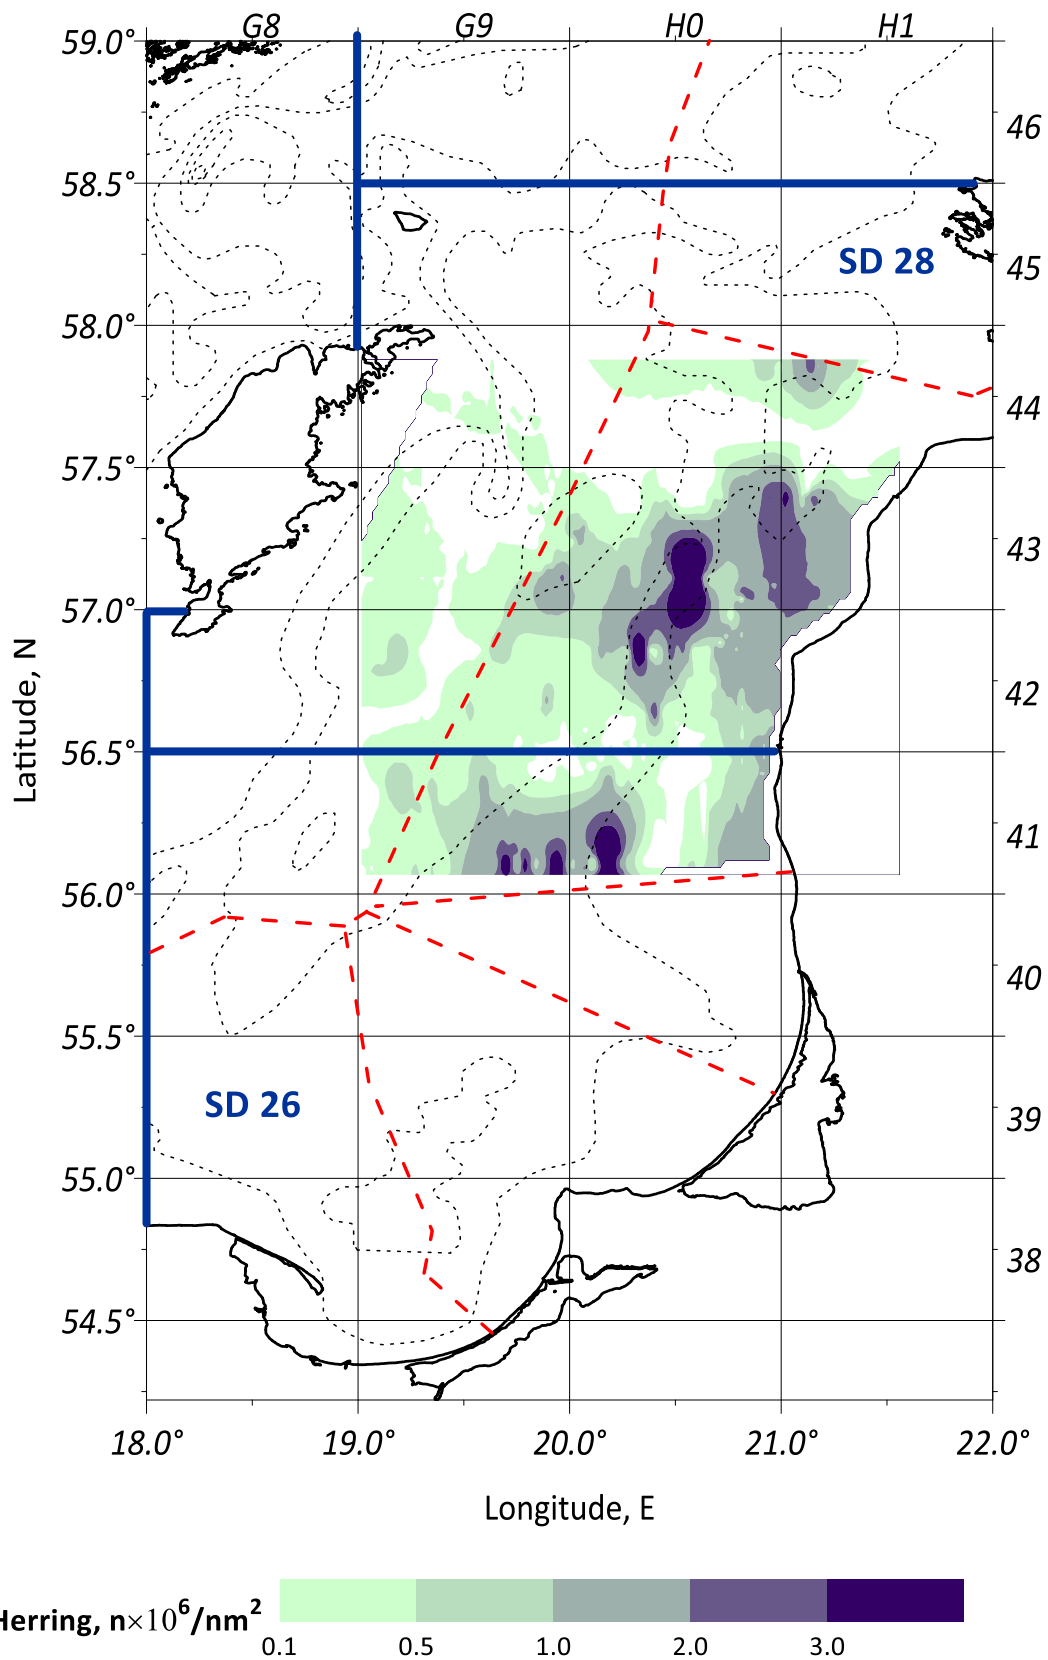 G8 G9 H0 H1
59.0°
46
58.5°
SD 28
45
58.0°
44
57.5°
43
57.0°
42
56.5°
41
56.0°
40
55.5°
SD 26
39
55.0°
38
54.5°
Latitude, N
18.0° 19.0° 20.0° 21.0° 22.0°
Longitude, E
Herring, n×10⁶/nm²
0.1 0.5 1.0 2.0 3.0